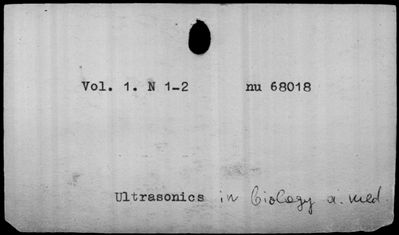 Vol. 1. N 1-2 nu 68018
Ultrasonics in biology a. med